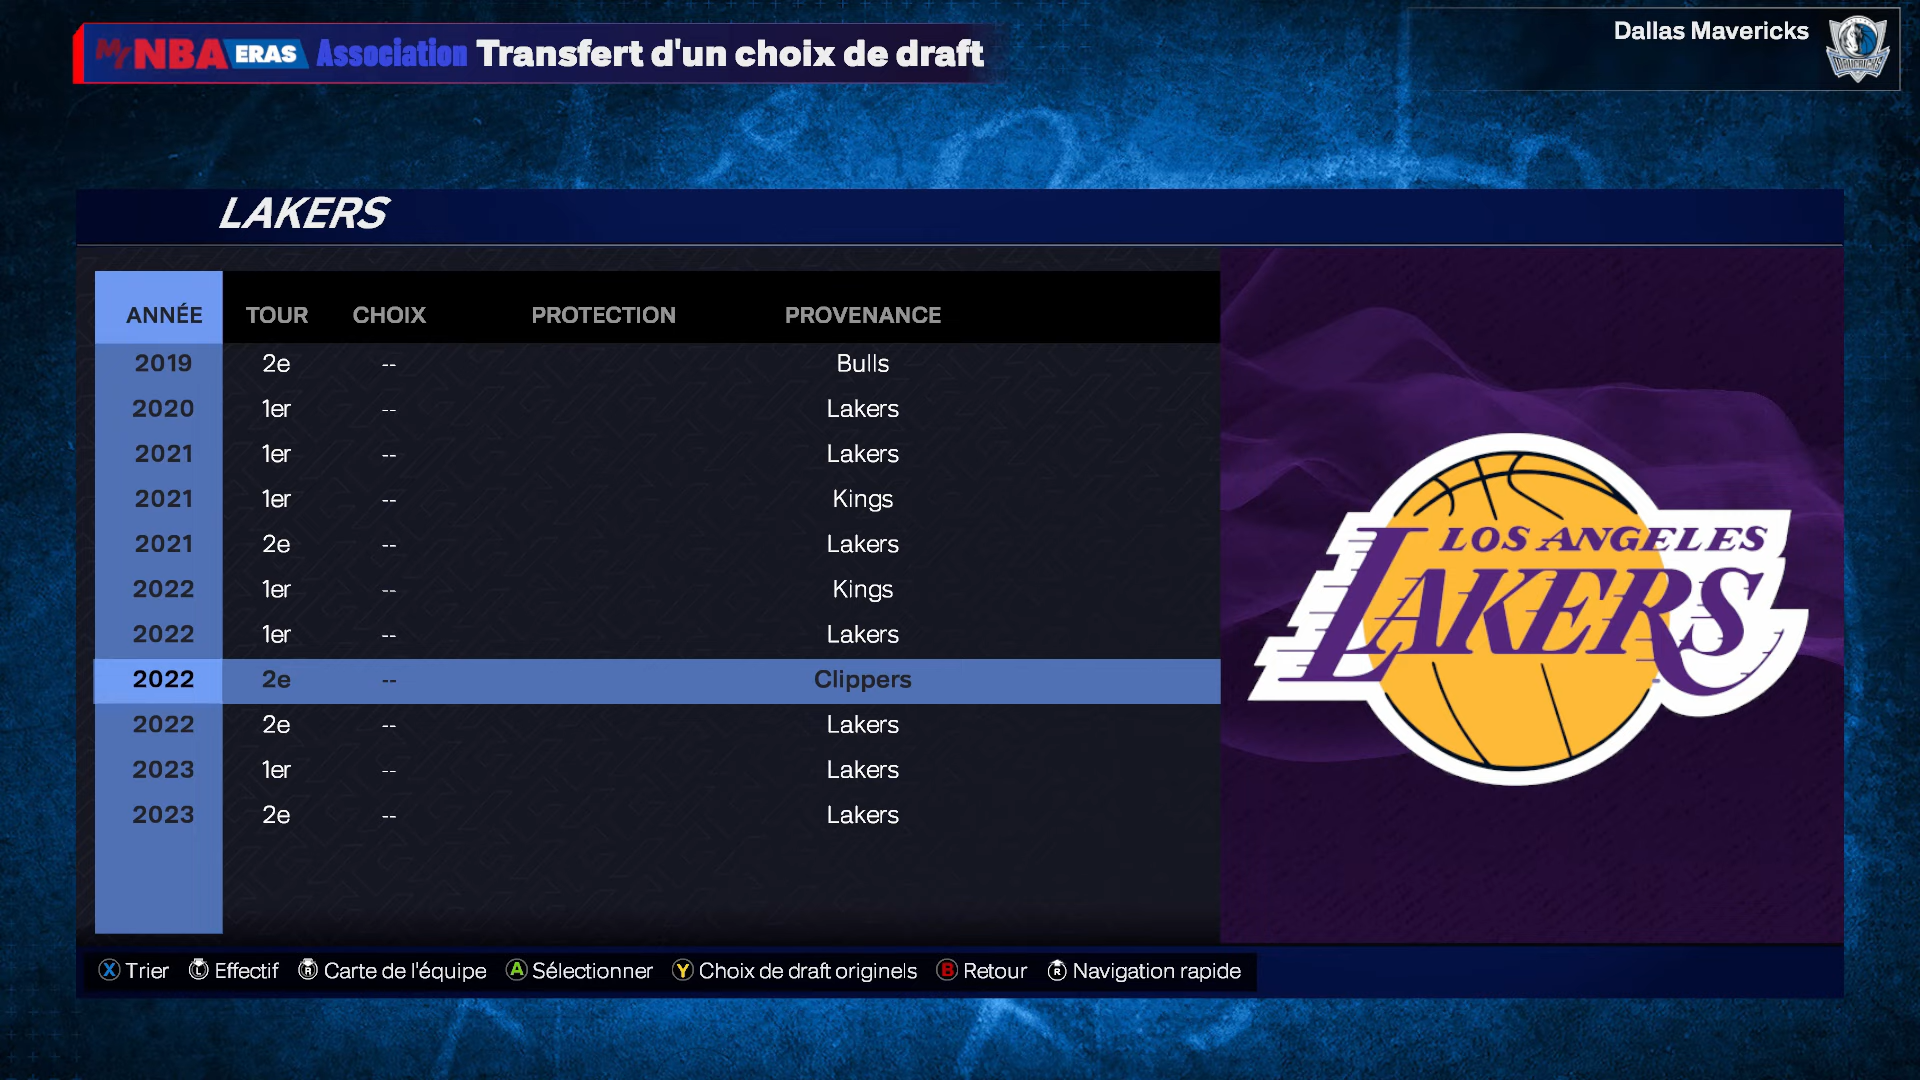 My NBA ERAS Association Transfert d'un choix de draft
Dallas Mavericks
MAVERICKS
LAKERS
ANNÉE TOUR CHOIX PROTECTION PROVENANCE
2019 2e -- Bulls
2020 1er -- Lakers
2021 1er -- Lakers
2021 1er -- Kings
2021 2e -- Lakers
2022 1er -- Kings
2022 1er -- Lakers
2022 2e -- Clippers
2022 2e -- Lakers
2023 1er -- Lakers
2023 2e -- Lakers
LOS ANGELES
LAKERS
X Trier L Effectif R Carte de l'équipe A Sélectionner Y Choix de draft originels B Retour R Navigation rapide